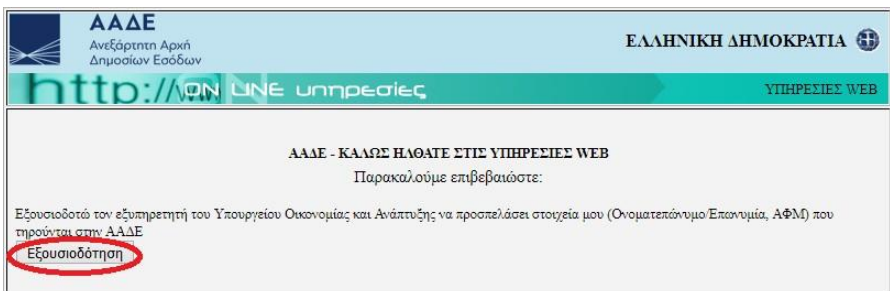 ΑΑΔΕ
Ανεξάρτητη Αρχή
Δημοσίων Εσόδων
ΕΛΛΗΝΙΚΗ ΔΗΜΟΚΡΑΤΙΑ
http://www ON LINE υπηρεσίες
ΥΠΗΡΕΣΙΕΣ WEB
ΑΑΔΕ - ΚΑΛΩΣ ΗΛΘΑΤΕ ΣΤΙΣ ΥΠΗΡΕΣΙΕΣ WEB
Παρακαλούμε επιβεβαιώστε:
Εξουσιοδοτώ τον εξυπηρετητή του Υπουργείου Οικονομίας και Ανάπτυξης να προσπελάσει στοιχεία μου (Ονοματεπώνυμο/Επωνυμία, ΑΦΜ) που
τηρούνται στην ΑΑΔΕ
Εξουσιοδότηση